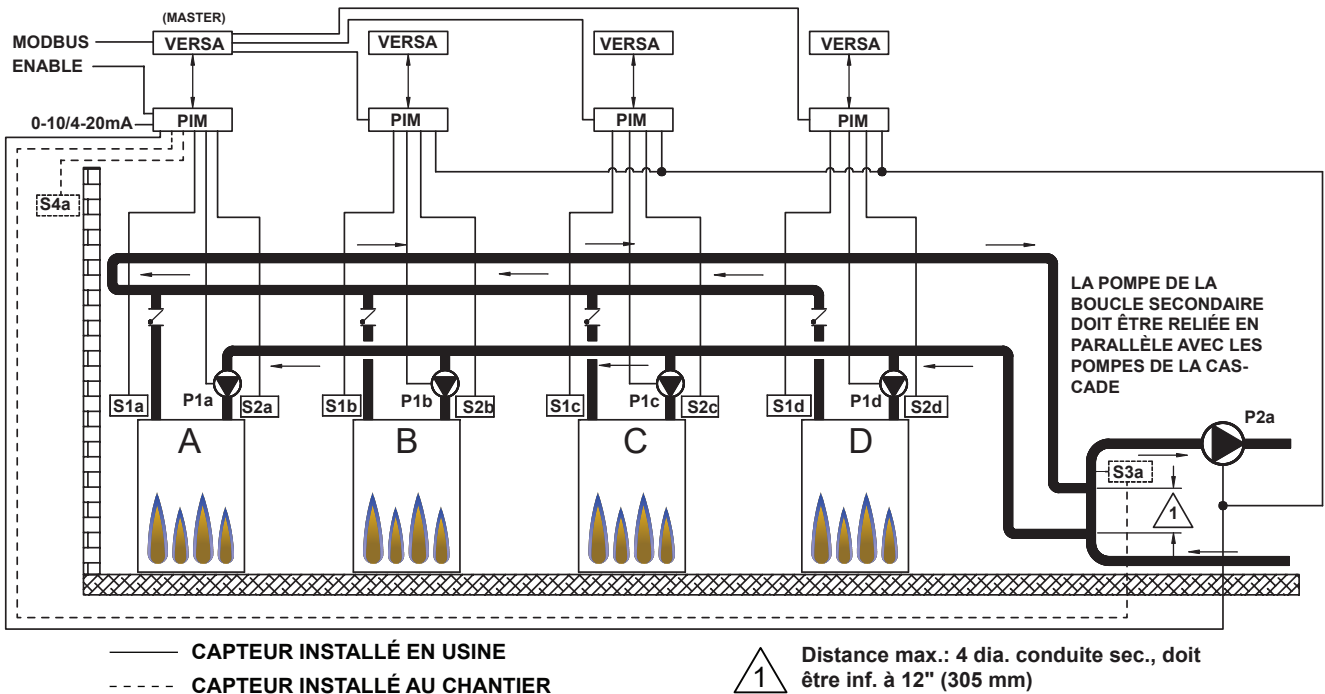 (MASTER)
MODBUS
VERSA
VERSA
VERSA
VERSA
ENABLE
0-10/4-20mA
PIM
PIM
PIM
PIM
S4a
LA POMPE DE LA
BOUCLE SECONDAIRE
DOIT ÊTRE RELIÉE EN
PARALLÈLE AVEC LES
POMPES DE LA CAS-
CADE
S1a
P1a
S2a
S1b
P1b
S2b
S1c
P1c
S2c
S1d
P1d
S2d
P2a
A
B
C
D
S3a
1
CAPTEUR INSTALLÉ EN USINE
CAPTEUR INSTALLÉ AU CHANTIER
1
Distance max.: 4 dia. conduite sec., doit
être inf. à 12" (305 mm)